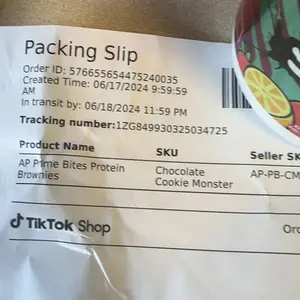 Packing Slip
Order ID: 576655654475240035
Created Time: 06/17/2024 9:59:59
AM
In transit by: 06/18/2024 11:59 PM
Tracking number:1ZG849930325034725
Product Name SKU Seller SK
AP Prime Bites Protein Chocolate AP-PB-CM
Brownies Cookie Monster
TikTok Shop Ord